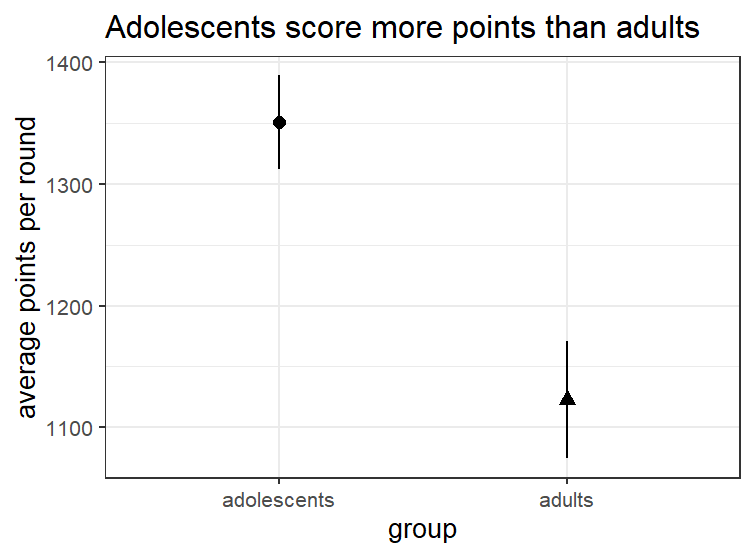 Adolescents score more points than adults
average points per round
1400
1300
1200
1100
adolescents
adults
group